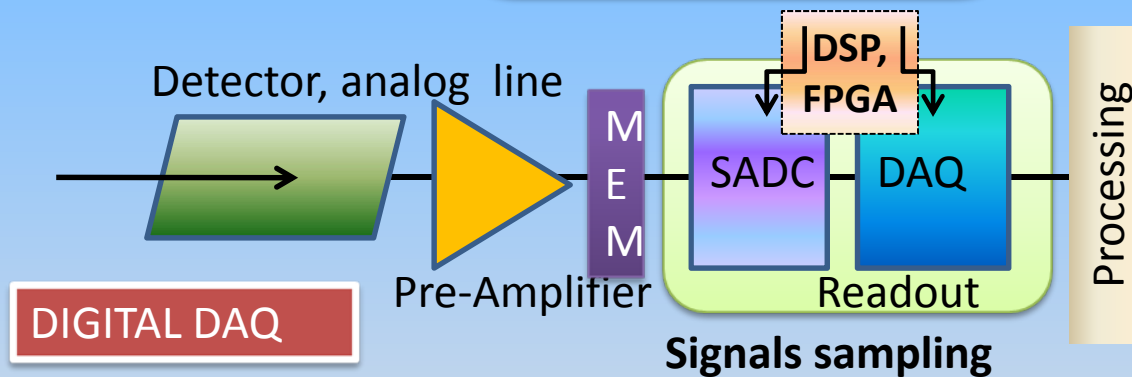 DSP,
FPGA
Detector, analog line
M
E
M
SADC
DAQ
Processing
Pre-Amplifier
Readout
DIGITAL DAQ
Signals sampling